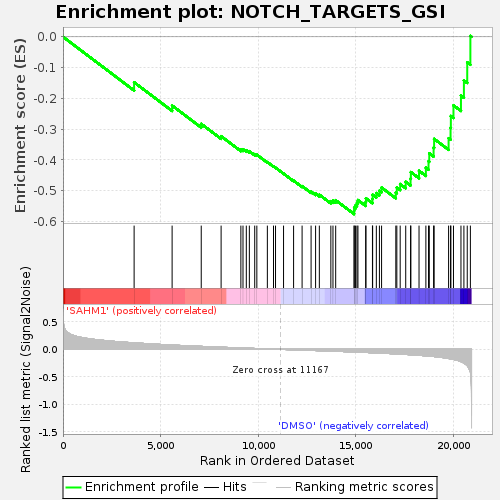 Enrichment plot: NOTCH_TARGETS_GSI
Enrichment score (ES)
0.0
-0.1
-0.2
-0.3
-0.4
-0.5
-0.6
Ranked list metric (Signal2Noise)
'SAHM1' (positively correlated)
0.5
0.0
-0.5
-1.0
-1.5
Zero cross at 11167
'DMSO' (negatively correlated)
0
5,000
10,000
15,000
20,000
Rank in Ordered Dataset
Enrichment profile
Hits
Ranking metric scores